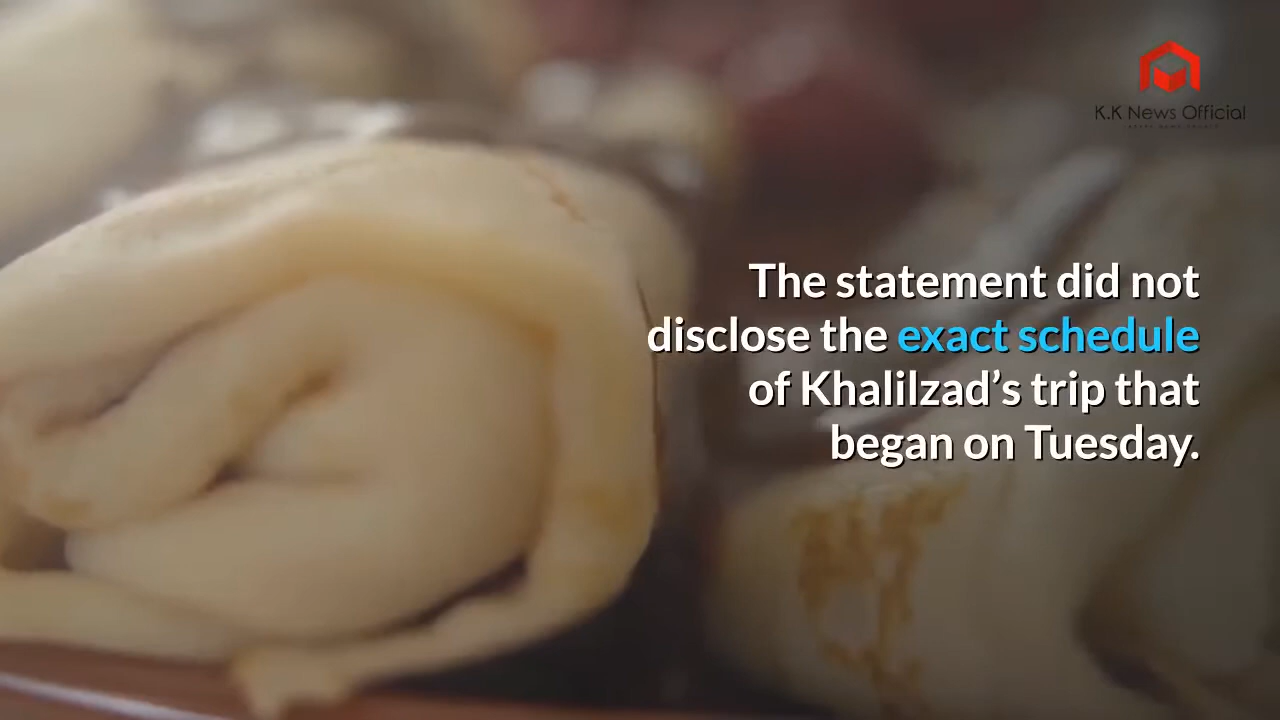 K.K News Official
The statement did not
disclose the exact schedule
of Khalilzad’s trip that
began on Tuesday.